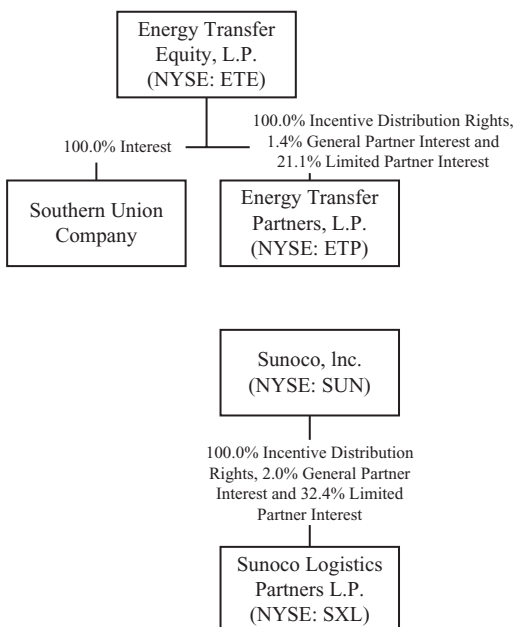 Energy Transfer
Equity, L.P.
(NYSE: ETE)
100.0% Interest
100.0% Incentive Distribution Rights,
1.4% General Partner Interest and
21.1% Limited Partner Interest
Southern Union
Company
Energy Transfer
Partners, L.P.
(NYSE: ETP)
Sunoco, lnc.
(NYSE: SUN)
100.0% Incentive Distribution
Rights, 2.0% General Partner
Interest and 32.4% Limited
Partner Interest
Sunoco Logistics
Partners L.P.
(NYSE: SXL)